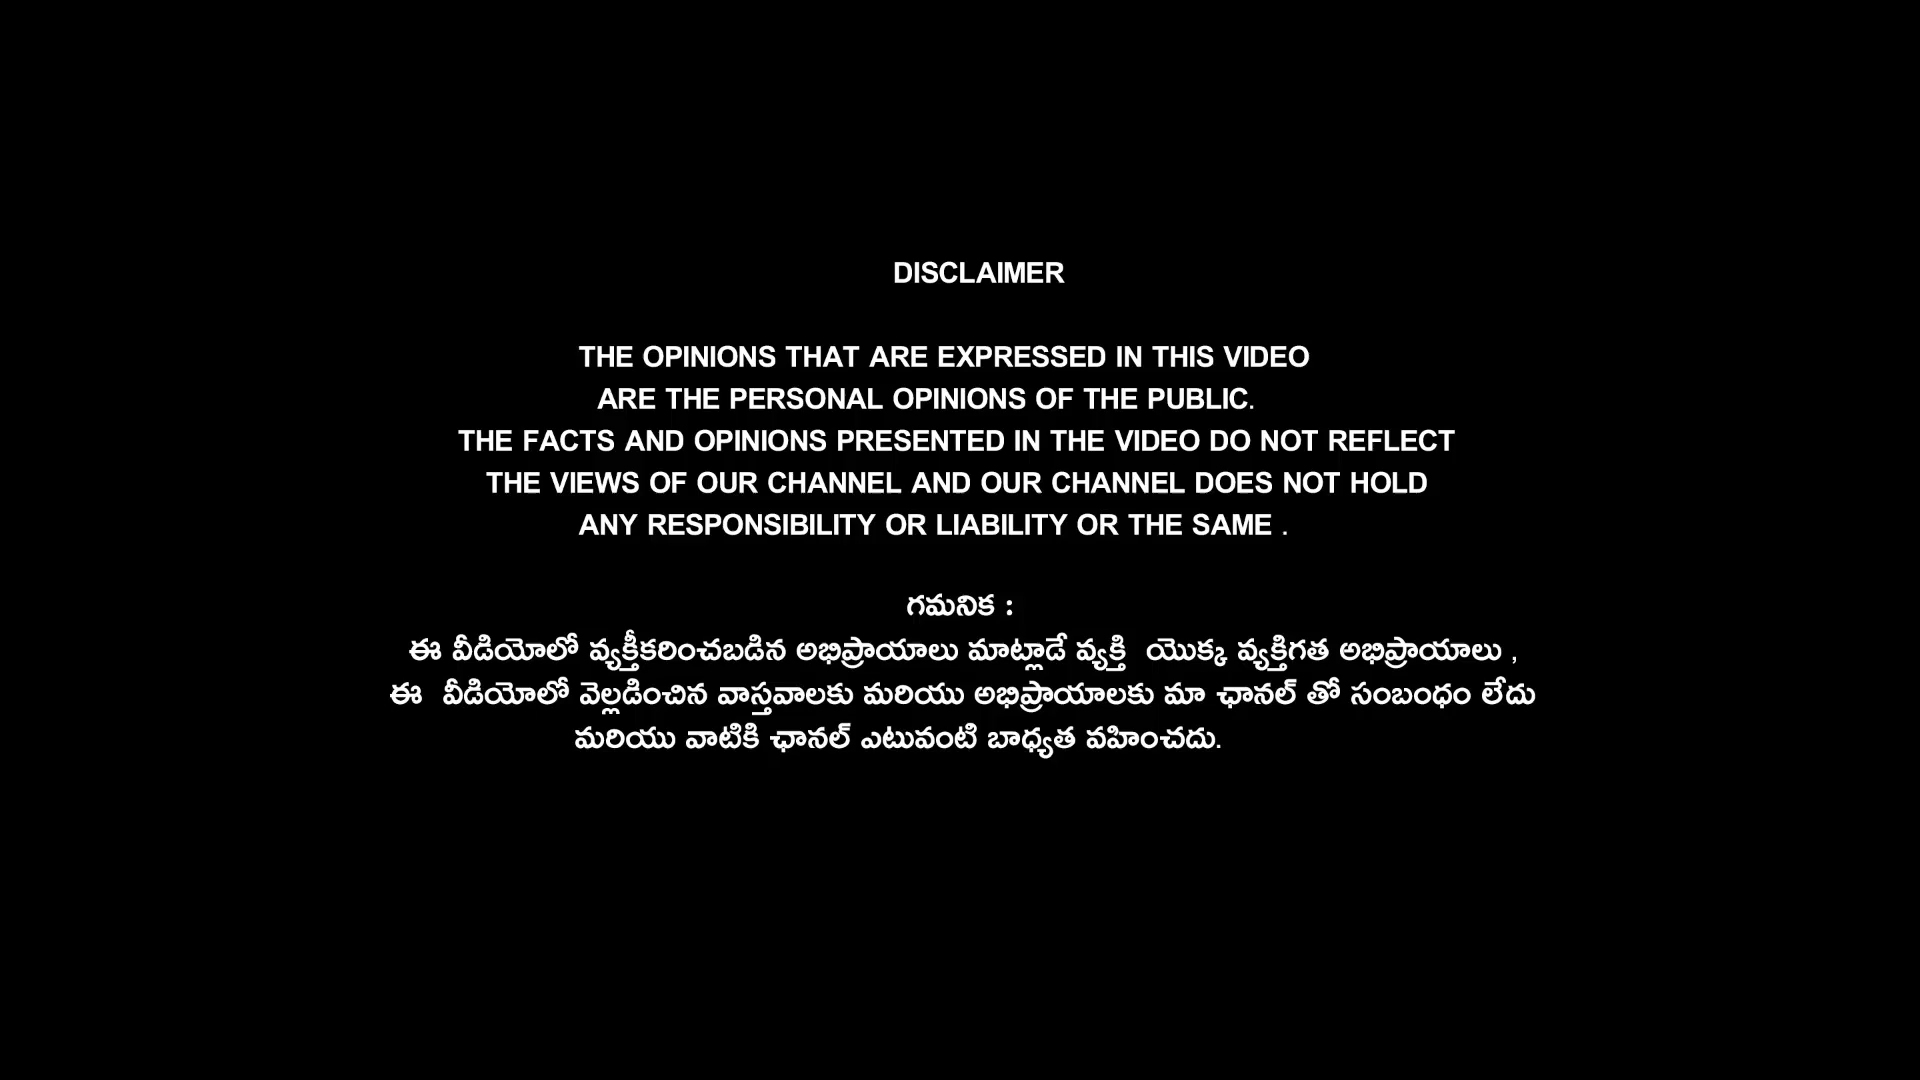 DISCLAIMER
THE OPINIONS THAT ARE EXPRESSED IN THIS VIDEO
ARE THE PERSONAL OPINIONS OF THE PUBLIC.
THE FACTS AND OPINIONS PRESENTED IN THE VIDEO DO NOT REFLECT
THE VIEWS OF OUR CHANNEL AND OUR CHANNEL DOES NOT HOLD
ANY RESPONSIBILITY OR LIABILITY OR THE SAME .
గమనిక :
ఈ వీడియోలో వ్యక్తీకరించబడిన అభిప్రాయాలు మాట్లాడే వ్యక్తి యొక్క వ్యక్తిగత అభిప్రాయాలు ,
ఈ వీడియోలో వెల్లడించిన వాస్తవాలకు మరియు అభిప్రాయాలకు మా ఛానల్ తో సంబంధం లేదు
మరియు వాటికి ఛానల్ ఎటువంటి బాధ్యత వహించదు.